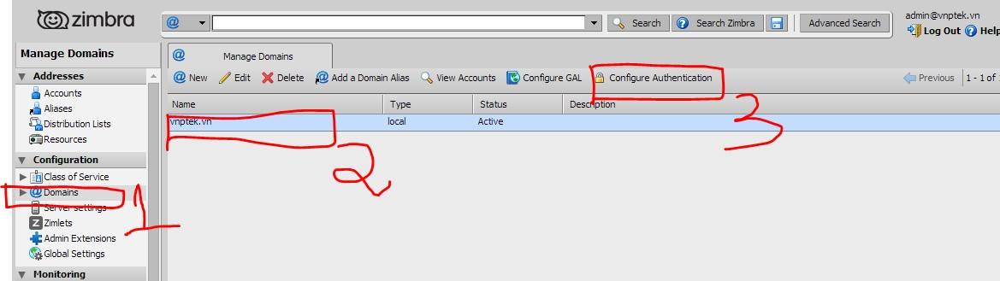 zimbra
Search
Search Zimbra
Advanced Search
admin@vnptek.vn
Log Out
Help
Manage Domains
Addresses
Accounts
Aliases
Distribution Lists
Resources
Configuration
Class of Service
Domains
Server settings
Zimlets
Admin Extensions
Global Settings
Monitoring
Manage Domains
New Edit Delete Add a Domain Alias View Accounts Configure GAL Configure Authentication Previous 1 - 1 of
Name Type Status Description
vnptek.vn local Active
1
2
3